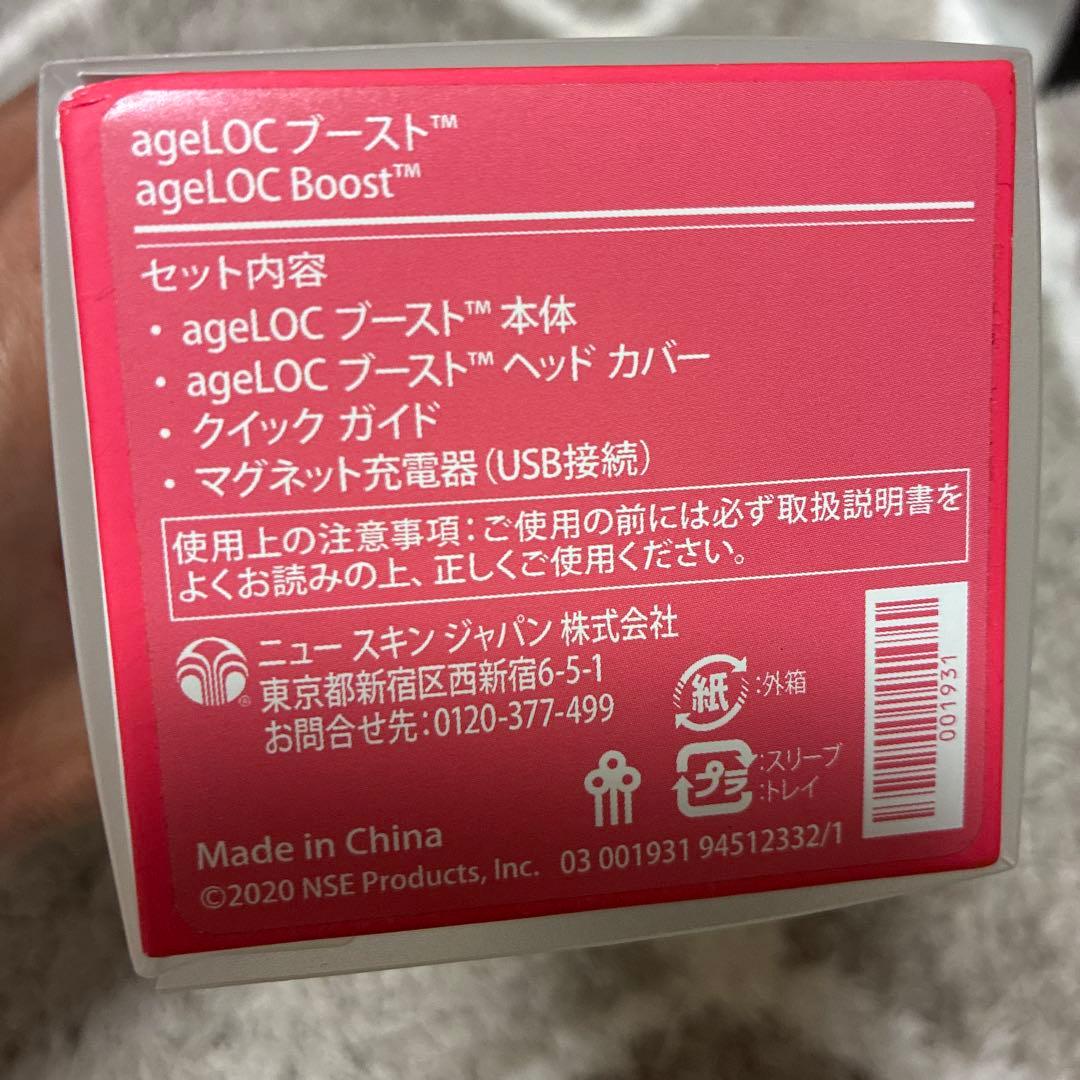 ageLOC ブースト™
ageLOC Boost™
セット内容
・ ageLOC ブースト™ 本体
・ ageLOC ブースト™ ヘッド カバー
・ クイック ガイド
・ マグネット充電器（USB接続）
使用上の注意事項：ご使用の前には必ず取扱説明書を
よくお読みの上、正しくご使用ください。
ニュー スキン ジャパン 株式会社
東京都新宿区西新宿6-5-1
お問合せ先：0120-377-499
紙 ：外箱
プラ ：スリーブ
：トレイ
001931
Made in China
©2020 NSE Products, Inc. 03 001931 94512332/1